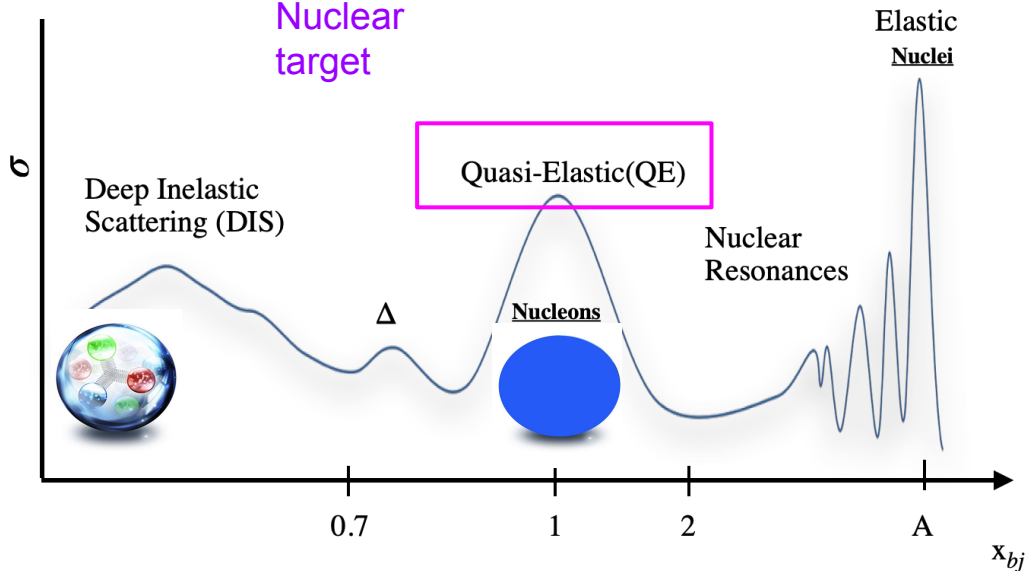 Nuclear
target
Elastic
Nuclei
σ
Quasi-Elastic(QE)
Deep Inelastic
Scattering (DIS)
Nuclear
Resonances
Δ
Nucleons
0.7
1
2
A
x_bj